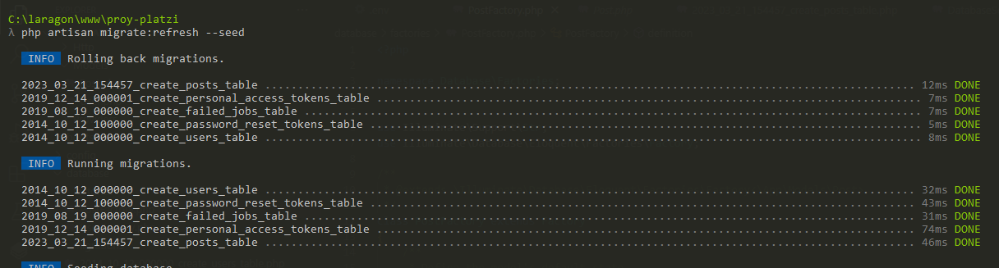 C:\laragon\www\proy-platzi
λ php artisan migrate:refresh --seed
INFO Rolling back migrations.
2023_03_21_154457_create_posts_table ................................................................................................... 12ms DONE
2019_12_14_000001_create_personal_access_tokens_table ................................................................................... 7ms DONE
2019_08_19_000000_create_failed_jobs_table .............................................................................................. 7ms DONE
2014_10_12_100000_create_password_reset_tokens_table .................................................................................... 5ms DONE
2014_10_12_000000_create_users_table .................................................................................................... 8ms DONE
INFO Running migrations.
2014_10_12_000000_create_users_table ................................................................................................... 32ms DONE
2014_10_12_100000_create_password_reset_tokens_table ................................................................................... 43ms DONE
2019_08_19_000000_create_failed_jobs_table ............................................................................................. 31ms DONE
2019_12_14_000001_create_personal_access_tokens_table .................................................................................. 74ms DONE
2023_03_21_154457_create_posts_table ................................................................................................... 46ms DONE
INFO Seeding database.